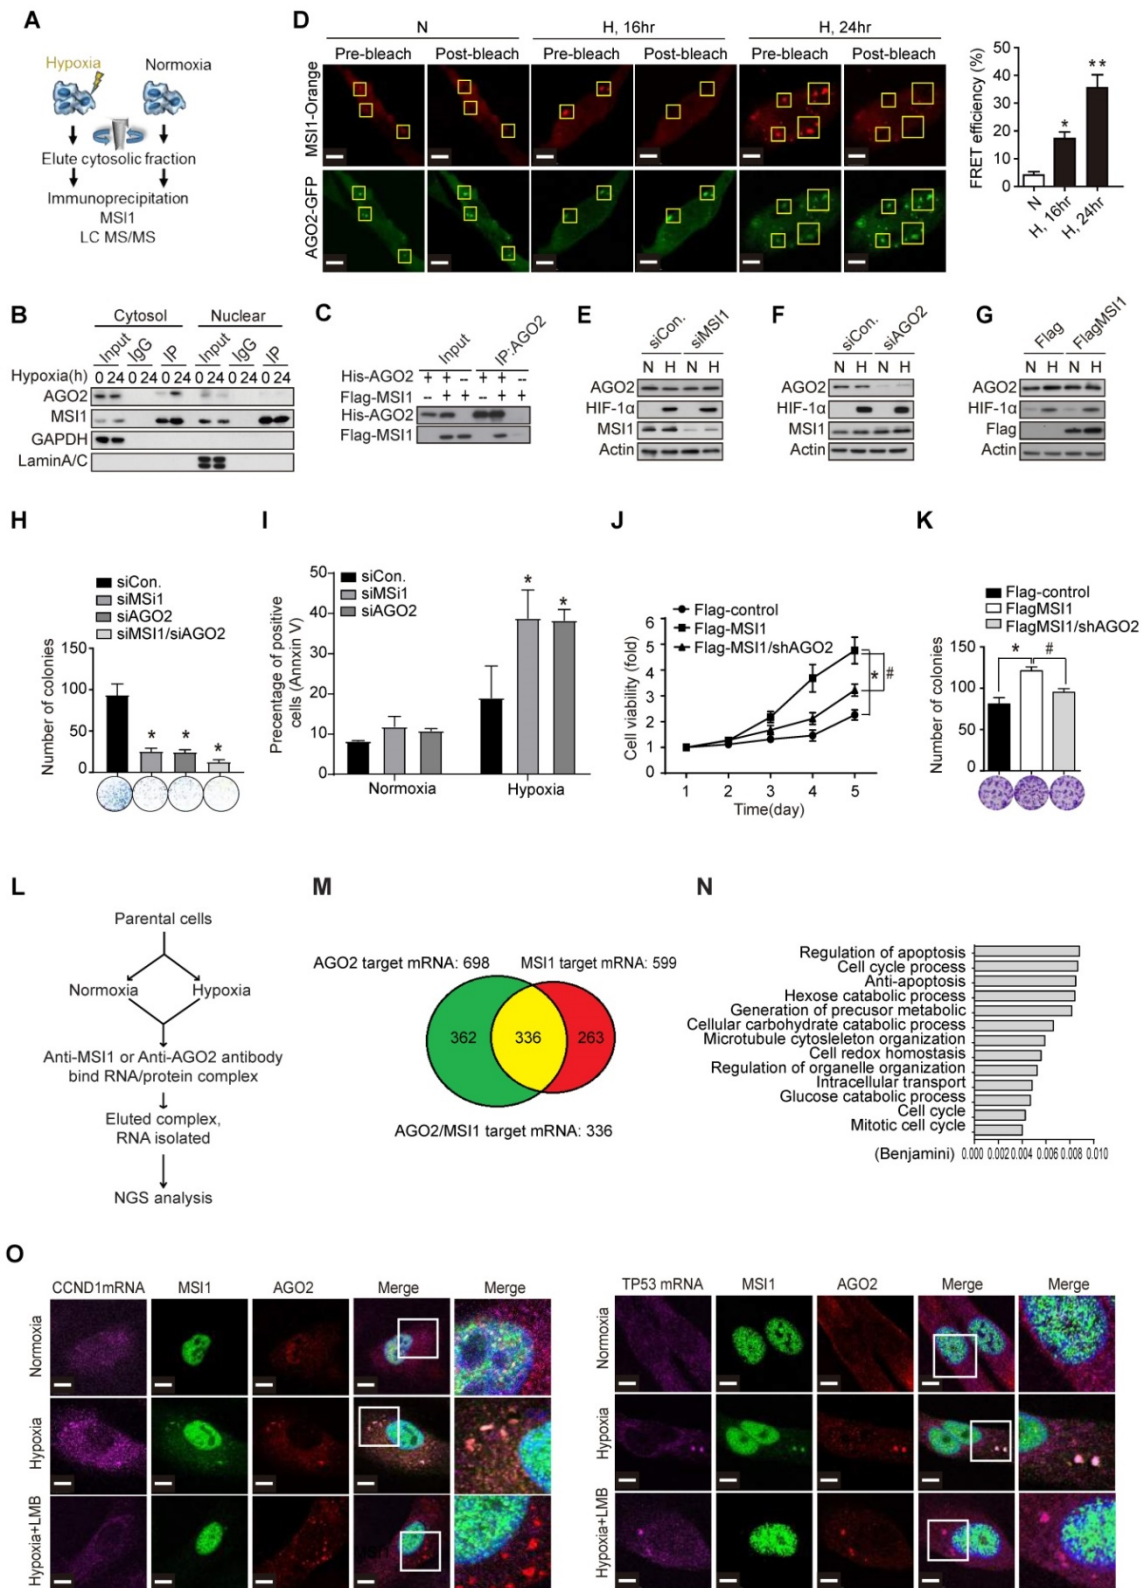 A
Hypoxia
Normoxia
Elute cytosolic fraction
Immunoprecipitation
MSI1
LC MS/MS
D
N
H, 16hr
H, 24hr
Pre-bleach Post-bleach Pre-bleach Post-bleach Pre-bleach Post-bleach
MSI1-Orange
AGO2-GFP
FRET efficiency (%)
50
40
30
20
10
0
*
**
N
H, 16hr
H, 24hr
B
Cytosol Nuclear
Input IgG IP Input IgG IP
Hypoxia(h) 0 24 0 24 0 24 0 24 0 24 0 24
AGO2
MSI1
GAPDH
LaminA/C
C
Input IP:AGO2
His-AGO2 + + -- + + --
Flag-MSI1 -- + + -- + +
His-AGO2
Flag-MSI1
E
siCon. siMSI1
N H N H
AGO2
HIF-1α
MSI1
Actin
F
siCon. siAGO2
N H N H
AGO2
HIF-1α
MSI1
Actin
G
Flag FlagMSI1
N H N H
AGO2
HIF-1α
Flag
Actin
H
siCon.
siMSi1
siAGO2
siMSI1/siAGO2
Number of colonies
150
100
50
0
* * *
I
Precentage of positive
cells (Annxin V)
50
40
30
20
10
0
siCon.
siMSi1
siAGO2
* *
Normoxia Hypoxia
J
Flag-control
Flag-MSI1
Flag-MSI1/shAGO2
Cell viability (fold)
6
5
4
3
2
1
0
* #
1 2 3 4 5
Time(day)
K
Flag-control
FlagMSI1
FlagMSI1/shAGO2
Number of colonies
150
100
50
0
* #
L
Parental cells
Normoxia Hypoxia
Anti-MSI1 or Anti-AGO2 antibody
bind RNA/protein complex
Eluted complex,
RNA isolated
NGS analysis
M
AGO2 target mRNA: 698
MSI1 target mRNA: 599
362 336 263
AGO2/MSI1 target mRNA: 336
N
Regulation of apoptosis
Cell cycle process
Anti-apoptosis
Hexose catabolic process
Generation of precusor metabolic
Cellular carbohydrate catabolic process
Microtubule cytosleleton organization
Cell redox homostasis
Regulation of organelle organization
Intracellular transport
Glucose catabolic process
Cell cycle
Mitotic cell cycle
(Benjamini) 0.000 0.002 0.004 0.006 0.008 0.010
O
CCND1mRNA MSI1 AGO2 Merge Merge
Normoxia
Hypoxia
Hypoxia+LMB
TP53 mRNA MSI1 AGO2 Merge Merge
Normoxia
Hypoxia
Hypoxia+LMB